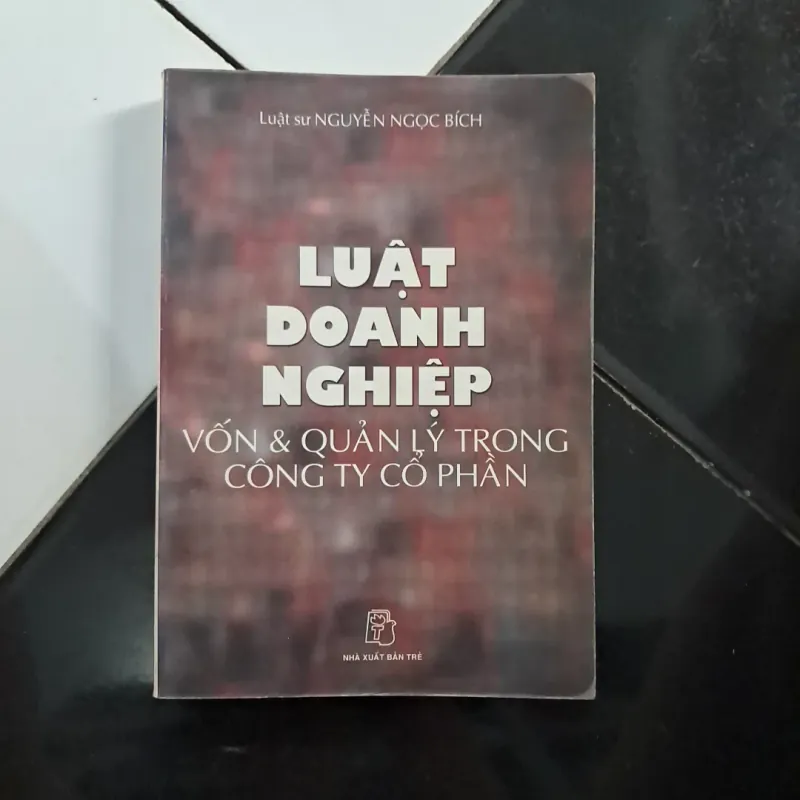 Luật sư NGUYỄN NGỌC BÍCH
LUẬT
DOANH
NGHIỆP
VỐN & QUẢN LÝ TRONG
CÔNG TY CỔ PHẦN
NHÀ XUẤT BẢN TRẺ